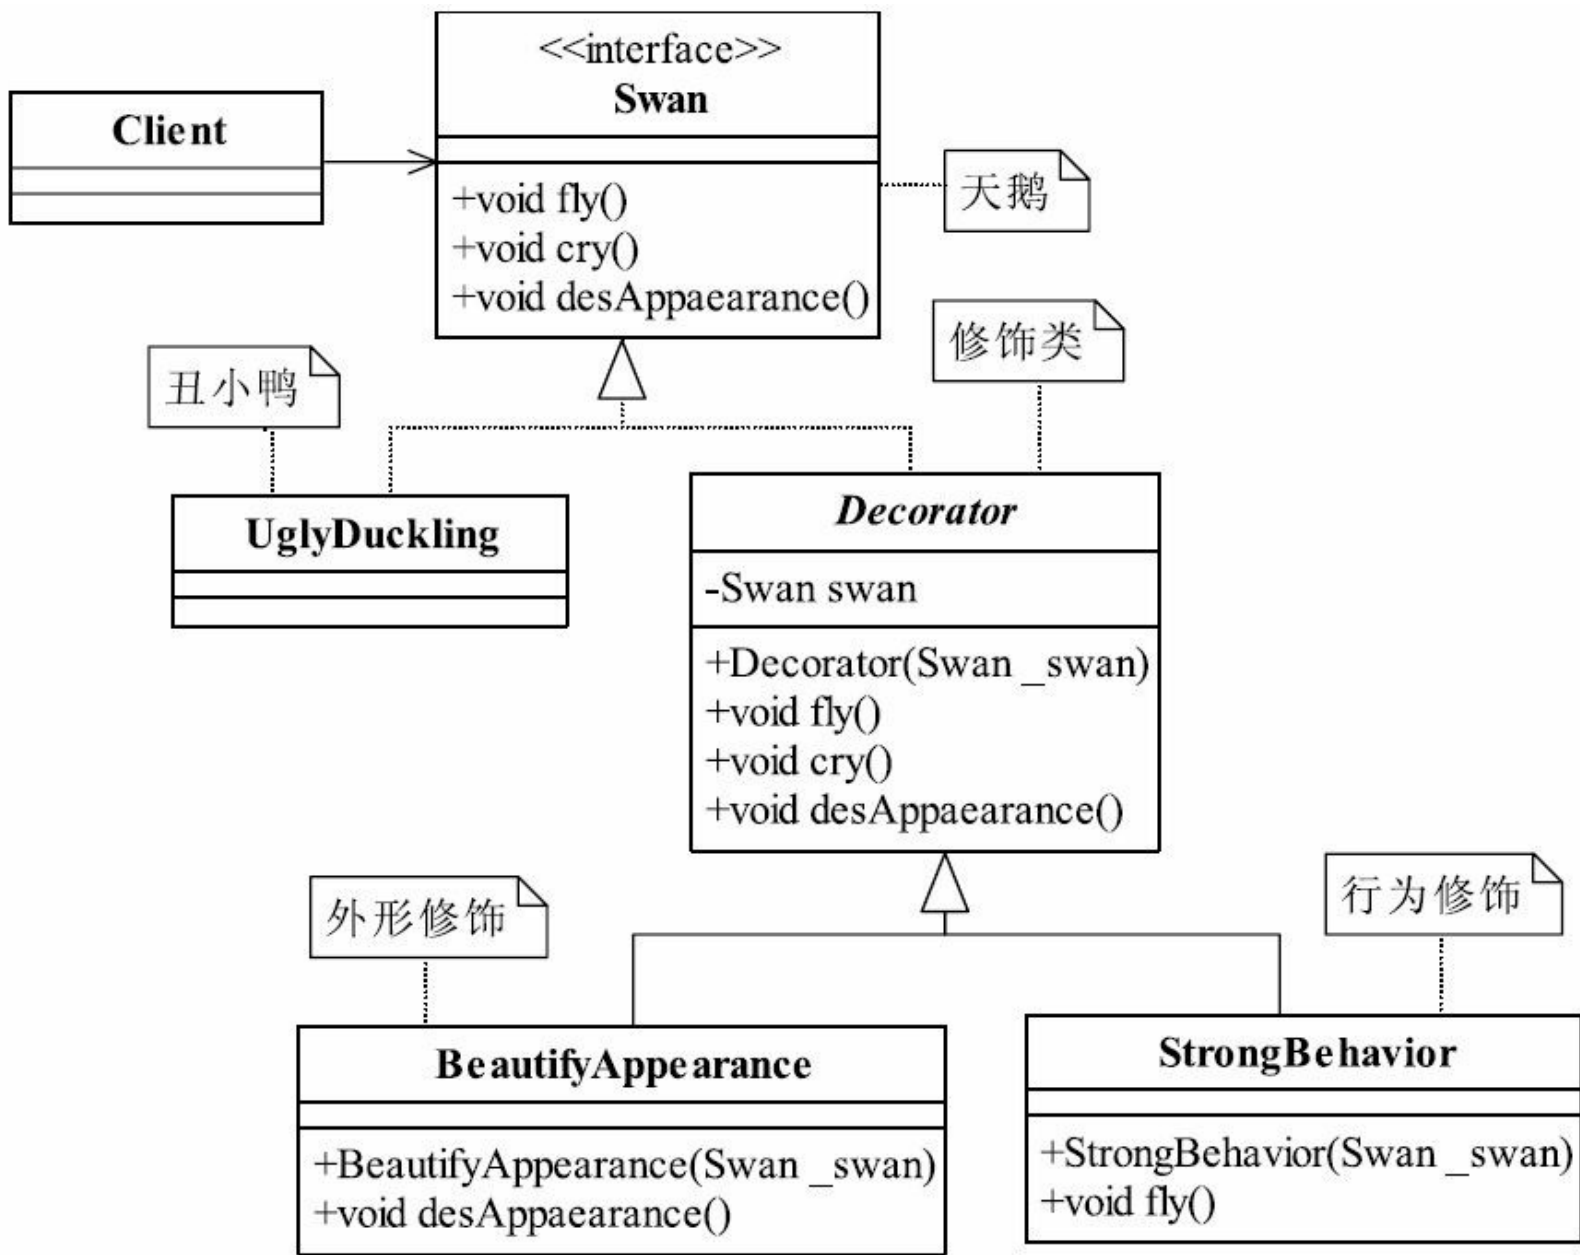 <<interface>>
Swan
+void fly()
+void cry()
+void desAppaearance()
Client
天鹅
修饰类
丑小鸭
UglyDuckling
Decorator
-Swan swan
+Decorator(Swan _swan)
+void fly()
+void cry()
+void desAppaearance()
外形修饰
行为修饰
BeautifyAppearance
+BeautifyAppearance(Swan _swan)
+void desAppaearance()
StrongBehavior
+StrongBehavior(Swan _swan)
+void fly()